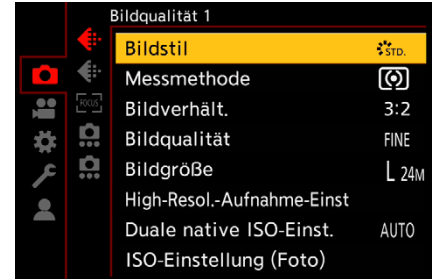 Bildqualität 1
Bildstil STD.
Messmethode
FOCUS
Bildverhält. 3:2
Bildqualität FINE
Bildgröße L 24M
High-Resol.-Aufnahme-Einst
Duale native ISO-Einst. AUTO
ISO-Einstellung (Foto)